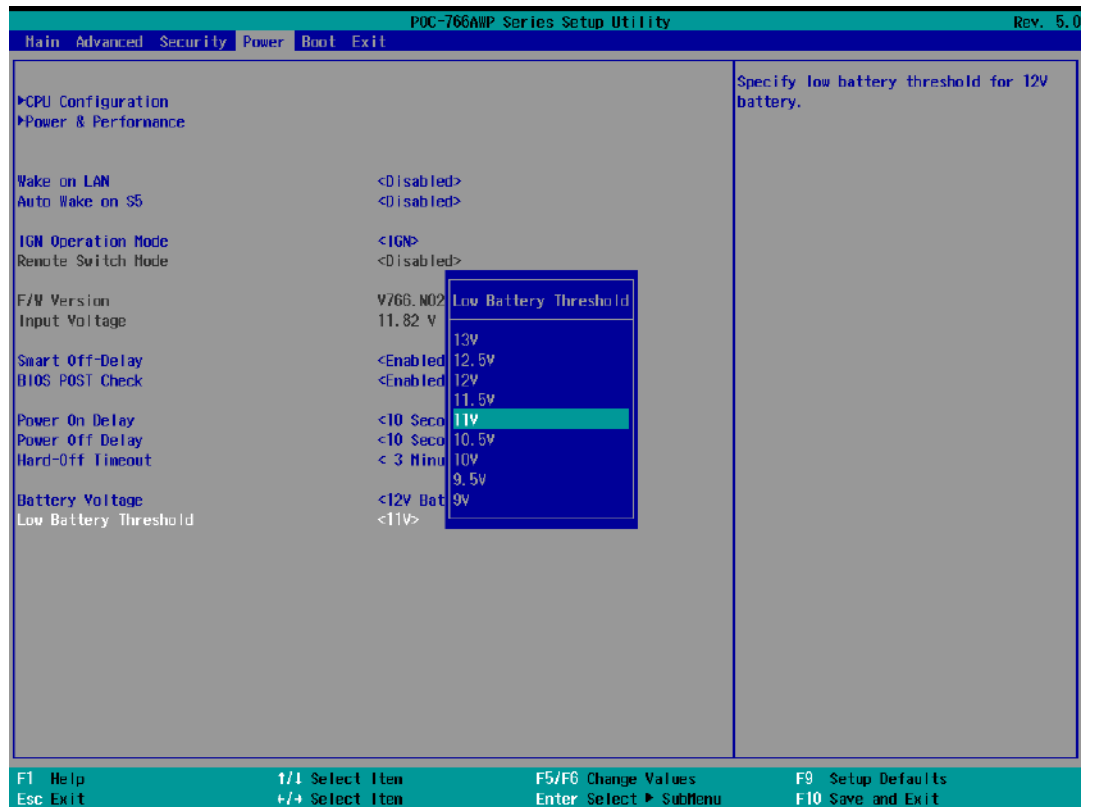 POC-766AWP Series Setup Utility Rev. 5.0
Main Advanced Security Power Boot Exit
Specify low battery threshold for 12V
battery.
▶CPU Configuration
▶Power & Performance
Wake on LAN <Disabled>
Auto Wake on S5 <Disabled>
IGN Operation Mode <IGN>
Remote Switch Mode <Disabled>
F/W Version V766.N02
Input Voltage 11.82 V
Smart Off-Delay <Enabled
BIOS POST Check <Enabled
Power On Delay <10 Seco
Power Off Delay <10 Seco
Hard-Off Timeout < 3 Minu
Battery Voltage <12V Bat
Low Battery Threshold <11V>
Low Battery Threshold
13V
12.5V
12V
11.5V
11V
10.5V
10V
9.5V
9V
F1 Help ↑/↓ Select Item F5/F6 Change Values F9 Setup Defaults
Esc Exit ←/→ Select Item Enter Select ▶ SubMenu F10 Save and Exit